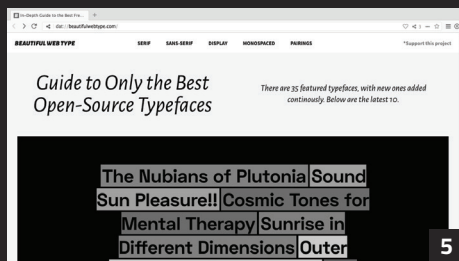 In-Depth Guide to the Best Fre...
dat://beautifulwebtype.com/
BEAUTIFUL WEB TYPE
SERIF
SANS-SERIF
DISPLAY
MONOSPACED
PAIRINGS
*Support this project
Guide to Only the Best
Open-Source Typefaces
There are 35 featured typefaces, with new ones added
continously. Below are the latest 10.
The Nubians of Plutonia Sound
Sun Pleasure!! Cosmic Tones for
Mental Therapy Sunrise in
Different Dimensions Outer
5